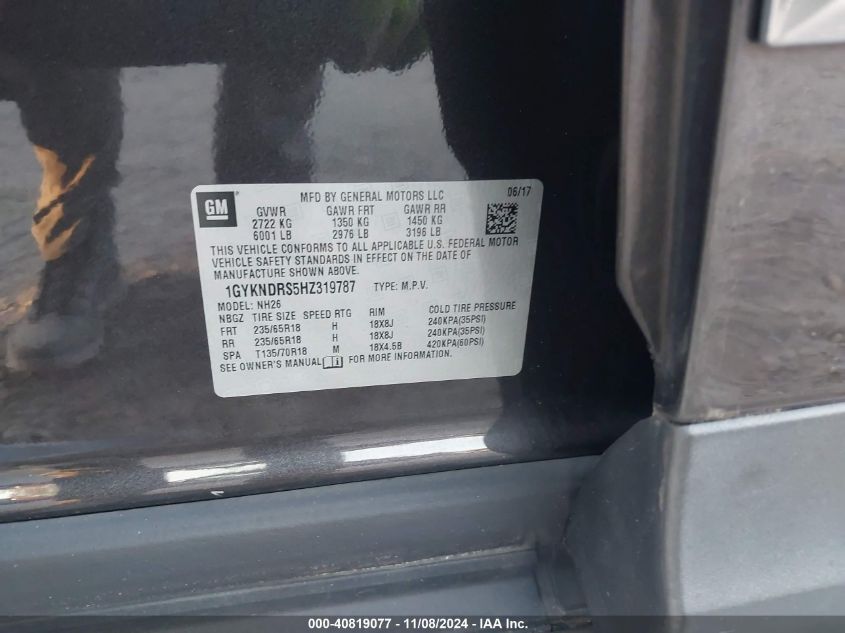 GM
MFD BY GENERAL MOTORS LLC 06/17
GVWR GAWR FRT GAWR RR
2722 KG 1350 KG 1450 KG
6001 LB 2976 LB 3196 LB
THIS VEHICLE CONFORMS TO ALL APPLICABLE U.S. FEDERAL MOTOR
VEHICLE SAFETY STANDARDS IN EFFECT ON THE DATE OF
MANUFACTURE SHOWN ABOVE.
1GYKNDRS5HZ319787 TYPE: M.P.V.
MODEL: NH26
NBGZ TIRE SIZE SPEED RTG RIM COLD TIRE PRESSURE
FRT 235/65R18 H 18X8J 240KPA(35PSI)
RR 235/65R18 H 18X8J 240KPA(35PSI)
SPA T135/70R18 M 18X4.5B 420KPA(60PSI)
SEE OWNER'S MANUAL FOR MORE INFORMATION.
000-40819077 - 11/08/2024 - IAAI.com